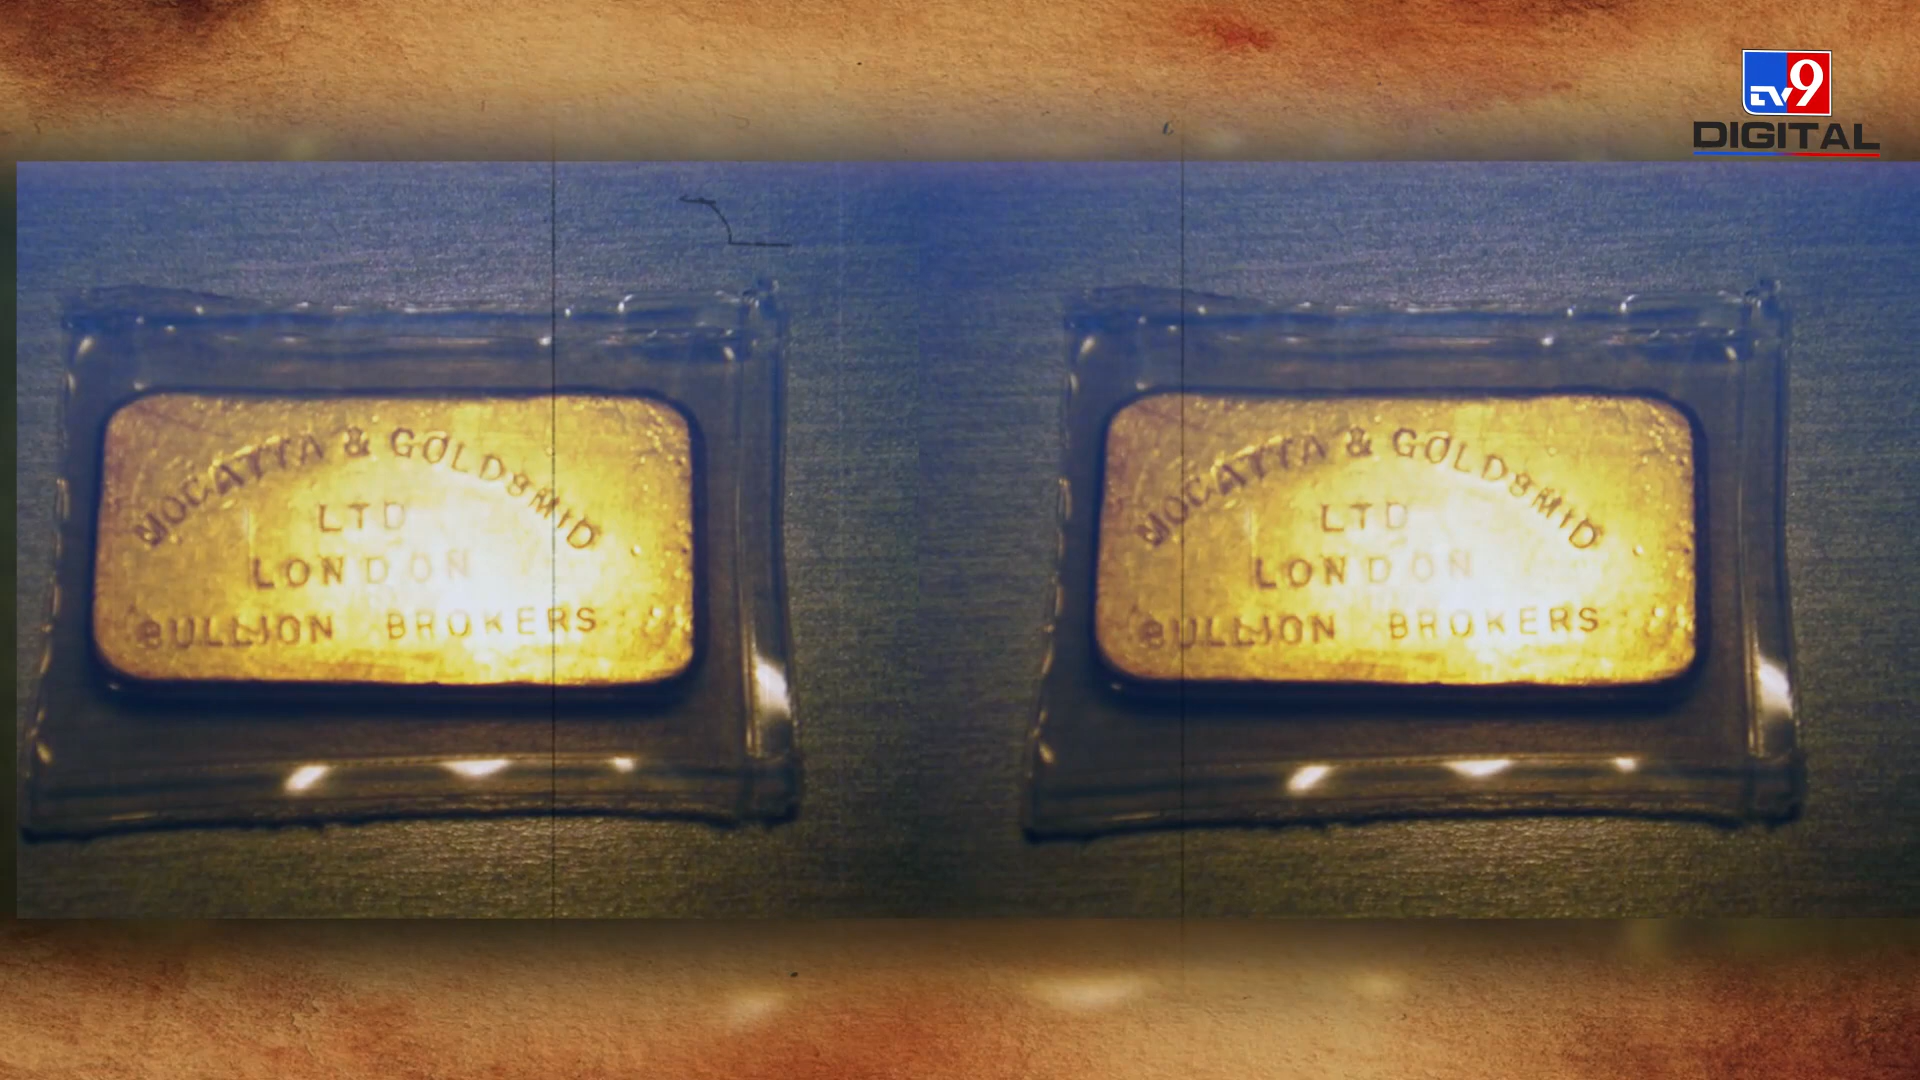 TV9
DIGITAL
MOCATTA & GOLDSMID
LTD
LONDON
BULLION BROKERS
MOCATTA & GOLDSMID
LTD
LONDON
BULLION BROKERS